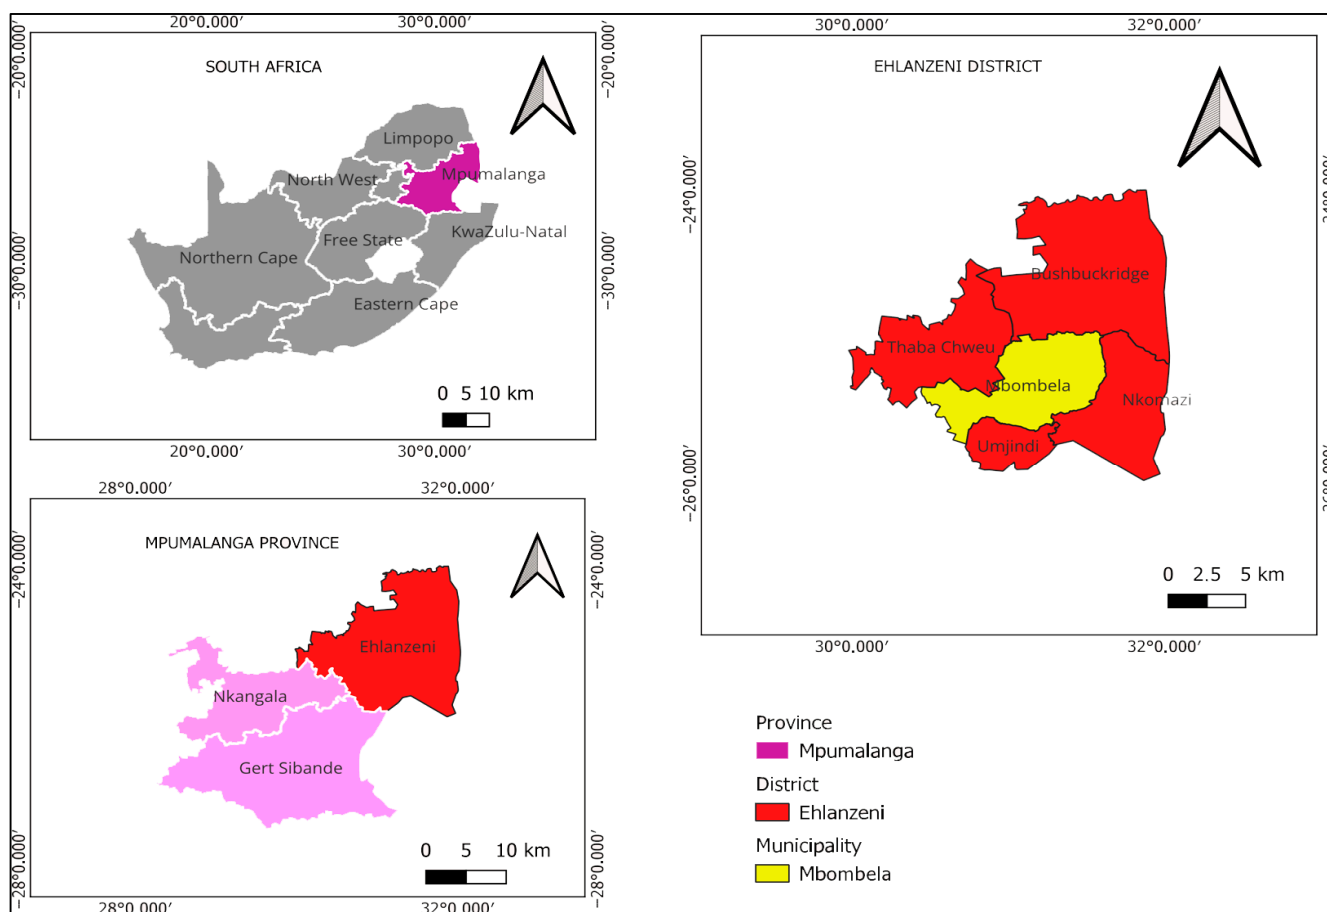 20°0.000′ 30°0.000′
−20°0.000′
−20°0.000′
SOUTH AFRICA
Limpopo
Mpumalanga
North West
KwaZulu-Natal
Free State
Northern Cape
Eastern Cape
−30°0.000′
−30°0.000′
0 5 10 km
20°0.000′ 30°0.000′
28°0.000′ 32°0.000′
−24°0.000′
−24°0.000′
MPUMALANGA PROVINCE
Ehlanzeni
Nkangala
Gert Sibande
−28°0.000′
−28°0.000′
0 5 10 km
28°0.000′ 32°0.000′
30°0.000′ 32°0.000′
EHLANZENI DISTRICT
−24°0.000′
Bushbuckridge
Thaba Chweu
Mbombela
Nkomazi
Umjindi
−26°0.000′
0 2.5 5 km
30°0.000′ 32°0.000′
Province
Mpumalanga
District
Ehlanzeni
Municipality
Mbombela